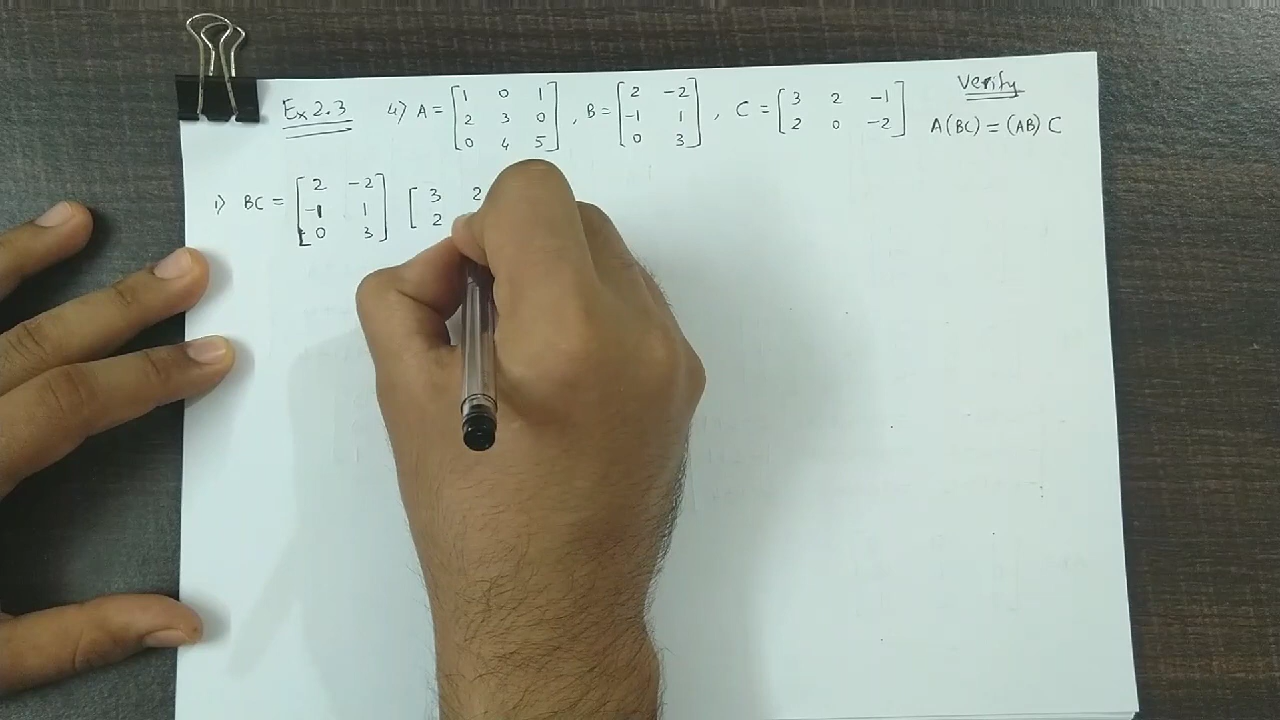 Ex 2.3 4) A = [1 0 1 2 3 0 0 4 5], B = [2 -2 -1 1 0 3], C = [3 2 -1 2 0 -2] Verify
A(BC) = (AB) C
1) BC = [2 -2 -1 1 0 3] [3 2 2